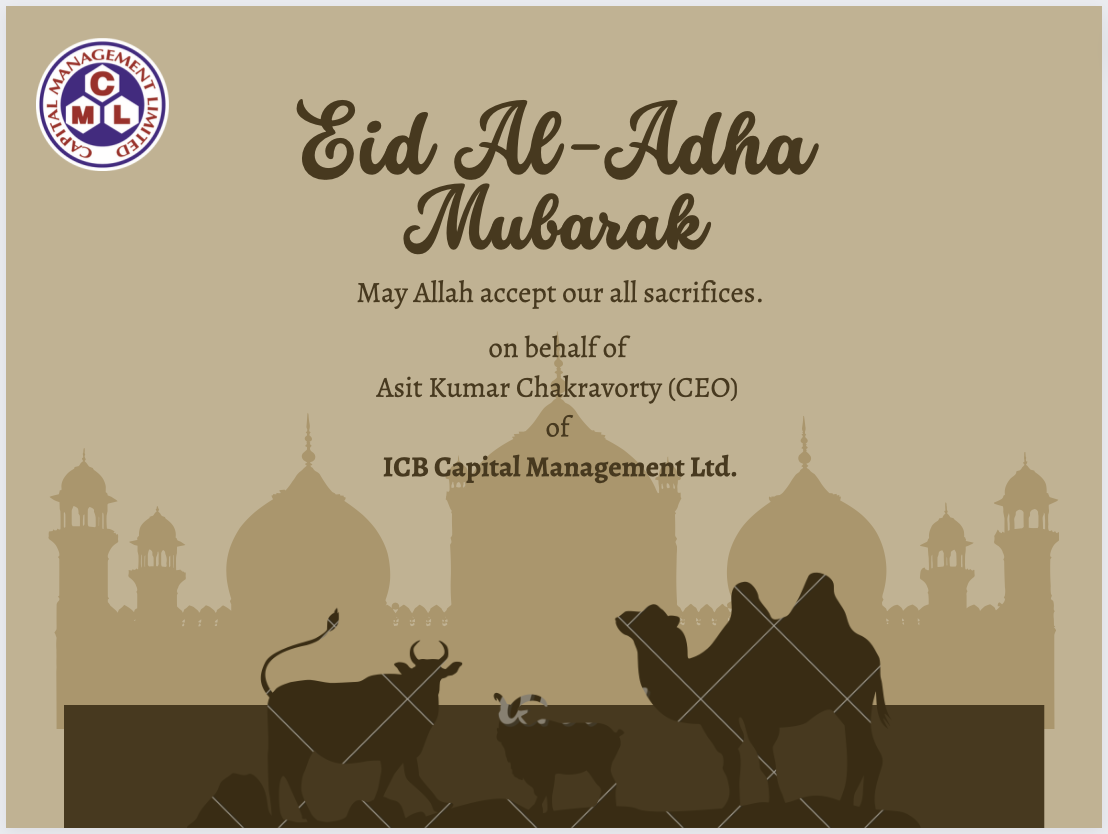 CAPITAL MANAGEMENT LIMITED
C
M L
Eid Al-Adha
Mubarak
May Allah accept our all sacrifices.
on behalf of
Asit Kumar Chakravorty (CEO)
of
ICB Capital Management Ltd.